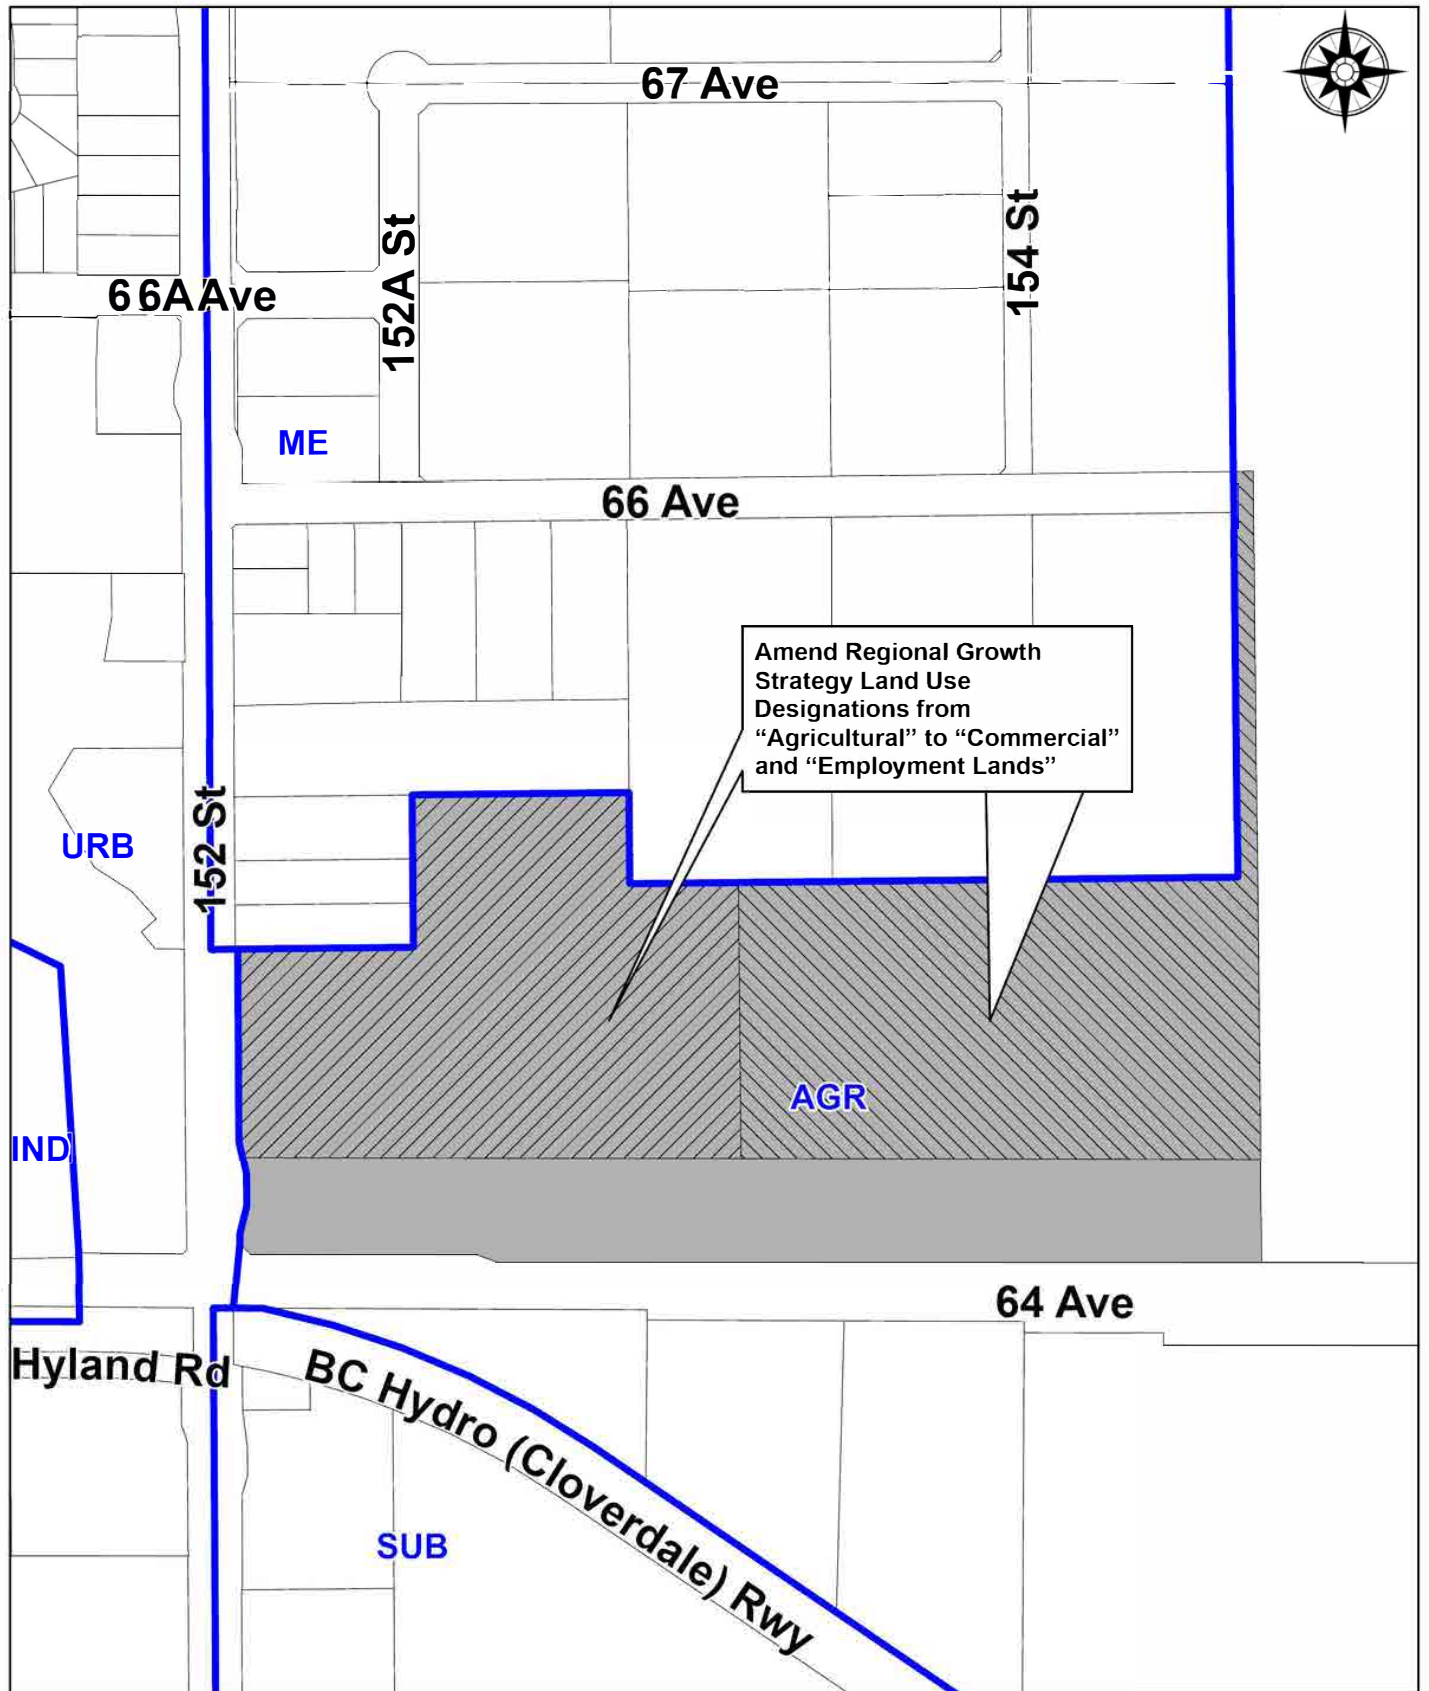 67 Ave
154 St
152A St
66A Ave
ME
66 Ave
Amend Regional Growth
Strategy Land Use
Designations from
“Agricultural” to “Commercial”
and “Employment Lands”
152 St
URB
AGR
IND
64 Ave
Hyland Rd
BC Hydro (Cloverdale) Rwy
SUB